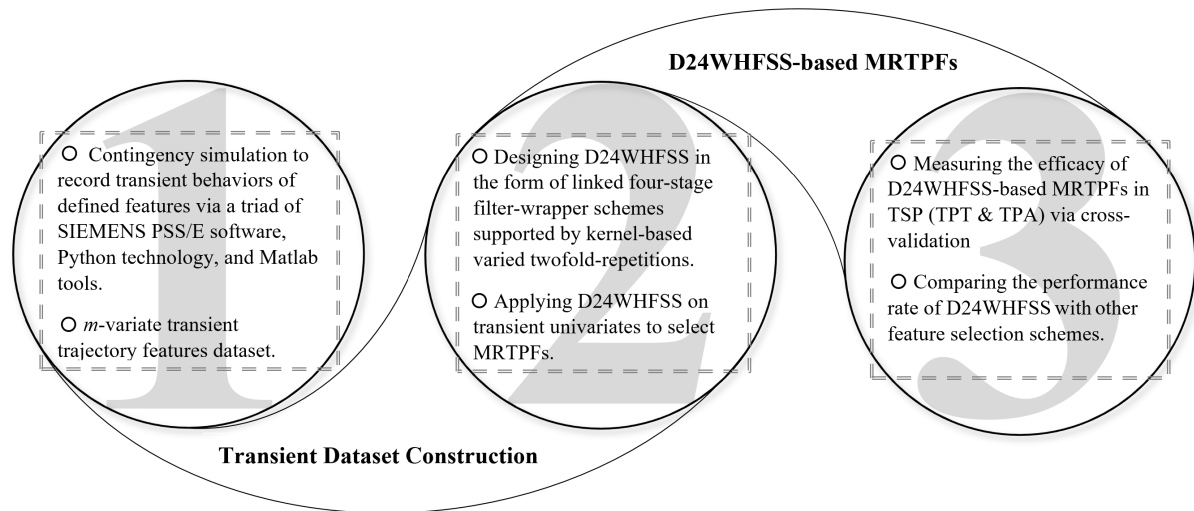 D24WHFSS-based MRTPFs
1
Contingency simulation to
record transient behaviors of
defined features via a triad of
SIEMENS PSS/E software,
Python technology, and Matlab
tools.
m-variate transient
trajectory features dataset.
2
Designing D24WHFSS in
the form of linked four-stage
filter-wrapper schemes
supported by kernel-based
varied twofold-repetitions.
Applying D24WHFSS on
transient univariates to select
MRTPFs.
3
Measuring the efficacy of
D24WHFSS-based MRTPFs in
TSP (TPT & TPA) via cross-
validation
Comparing the performance
rate of D24WHFSS with other
feature selection schemes.
Transient Dataset Construction